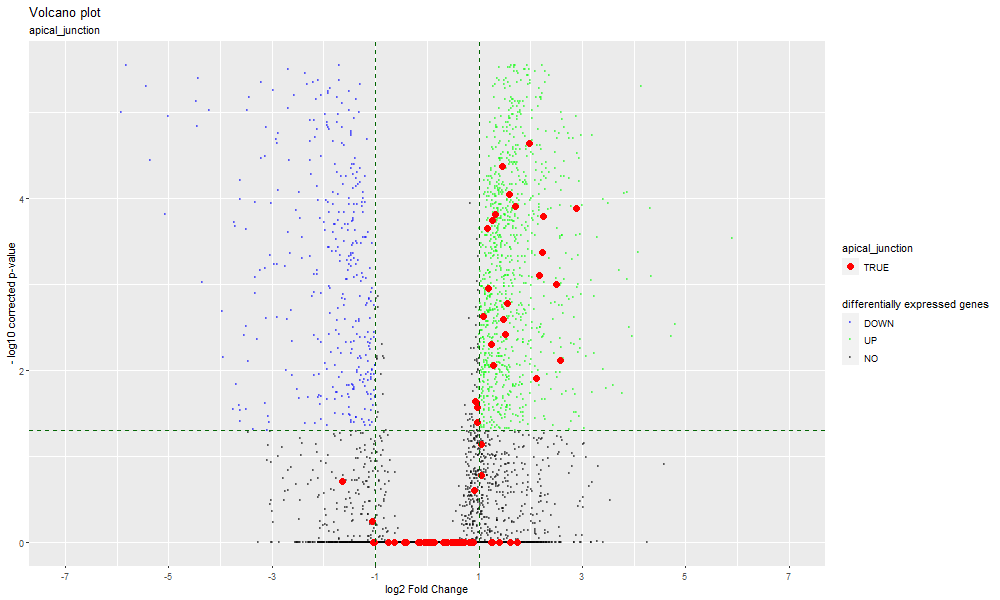 Volcano plot
apical_junction
- log10 corrected p-value
4
2
0
-7
-5
-3
-1
1
3
5
7
log2 Fold Change
apical_junction
TRUE
differentially expressed genes
DOWN
UP
NO